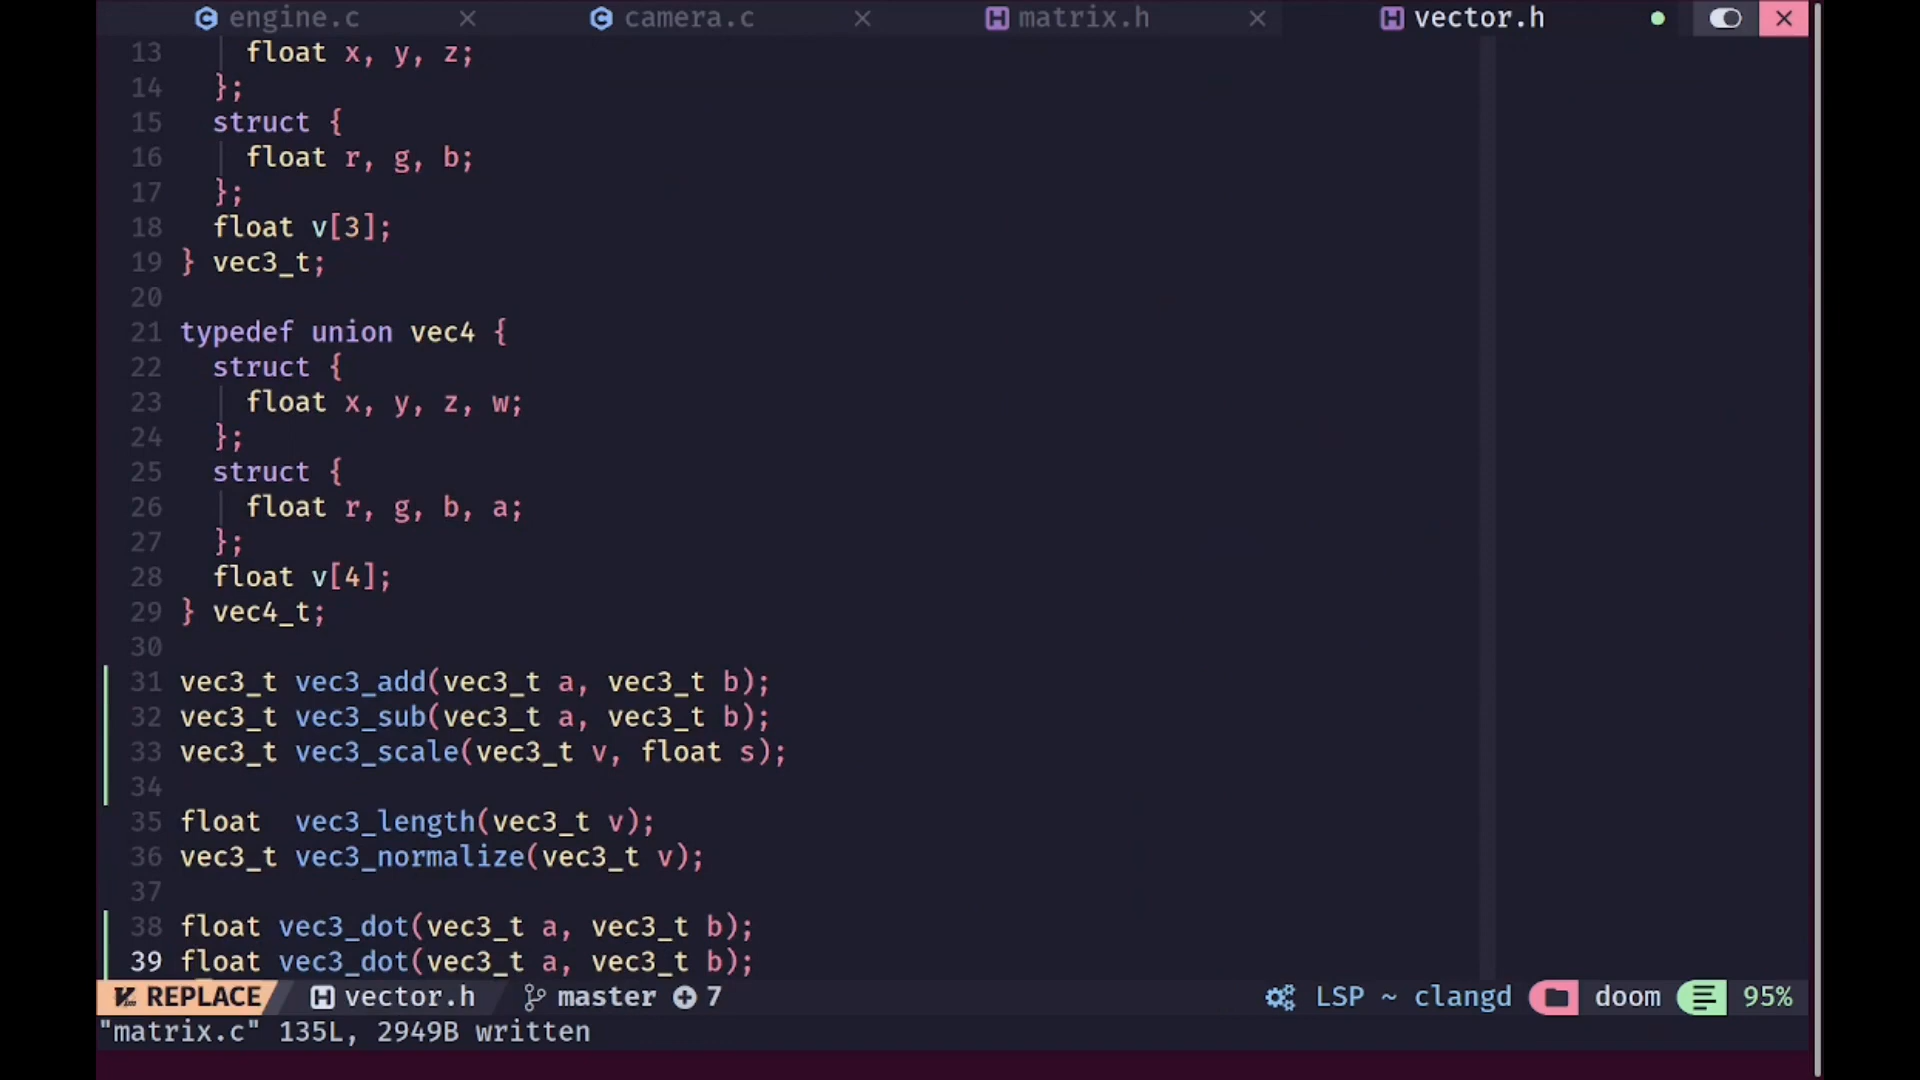 engine.c camera.c matrix.h vector.h
13 float x, y, z;
14 };
15 struct {
16 float r, g, b;
17 };
18 float v[3];
19 } vec3_t;
20
21 typedef union vec4 {
22 struct {
23 float x, y, z, w;
24 };
25 struct {
26 float r, g, b, a;
27 };
28 float v[4];
29 } vec4_t;
30
31 vec3_t vec3_add(vec3_t a, vec3_t b);
32 vec3_t vec3_sub(vec3_t a, vec3_t b);
33 vec3_t vec3_scale(vec3_t v, float s);
34
35 float  vec3_length(vec3_t v);
36 vec3_t vec3_normalize(vec3_t v);
37
38 float vec3_dot(vec3_t a, vec3_t b);
39 float vec3_dot(vec3_t a, vec3_t b);
REPLACE vector.h master 7 LSP ~ clangd doom 95%
"matrix.c" 135L, 2949B written